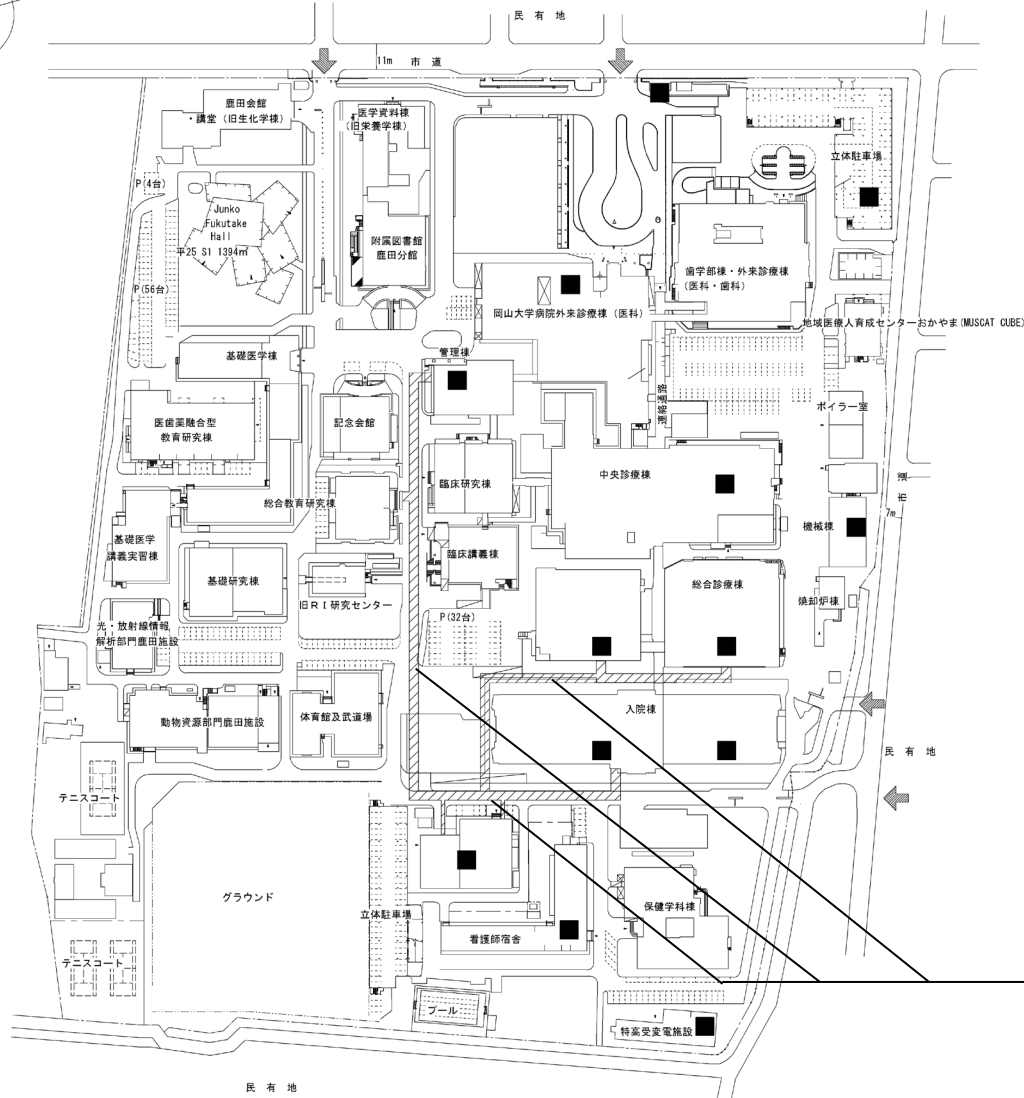 民 有 地
11m 市 道
鹿田会館
・講堂（旧生化学棟）
医学資料棟
（旧栄養学棟）
立体駐車場
P(4台)
Junko
Fukutake
Hall
平25 S1 1394㎡
附属図書館
鹿田分館
歯学部棟・外来診療棟
（医科・歯科）
P(56台)
岡山大学病院外来診療棟（医科）
地域医療人育成センターおかやま(MUSCAT CUBE)
基礎医学棟
管理棟
連絡通路
ボイラー室
医歯薬融合型
教育研究棟
記念会館
臨床研究棟
中央診療棟
総合教育研究棟
7m 市 道
機械棟
基礎医学
講義実習棟
臨床講義棟
基礎研究棟
総合診療棟
旧ＲＩ研究センター
焼却炉棟
P(32台)
光・放射線情報
解析部門鹿田施設
動物資源部門鹿田施設
体育館及武道場
入院棟
民 有 地
テニスコート
グラウンド
立体駐車場
保健学科棟
看護師宿舎
テニスコート
プール
特高受変電施設
民 有 地